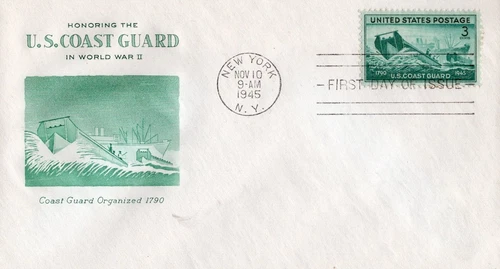 HONORING THE
U.S. COAST GUARD
IN WORLD WAR II
Coast Guard Organized 1790
NEW YORK
NOV 10
9-AM
1945
N.Y.
FIRST DAY OF ISSUE
UNITED STATES POSTAGE
3
CENTS
1790 1945
U.S. COAST GUARD